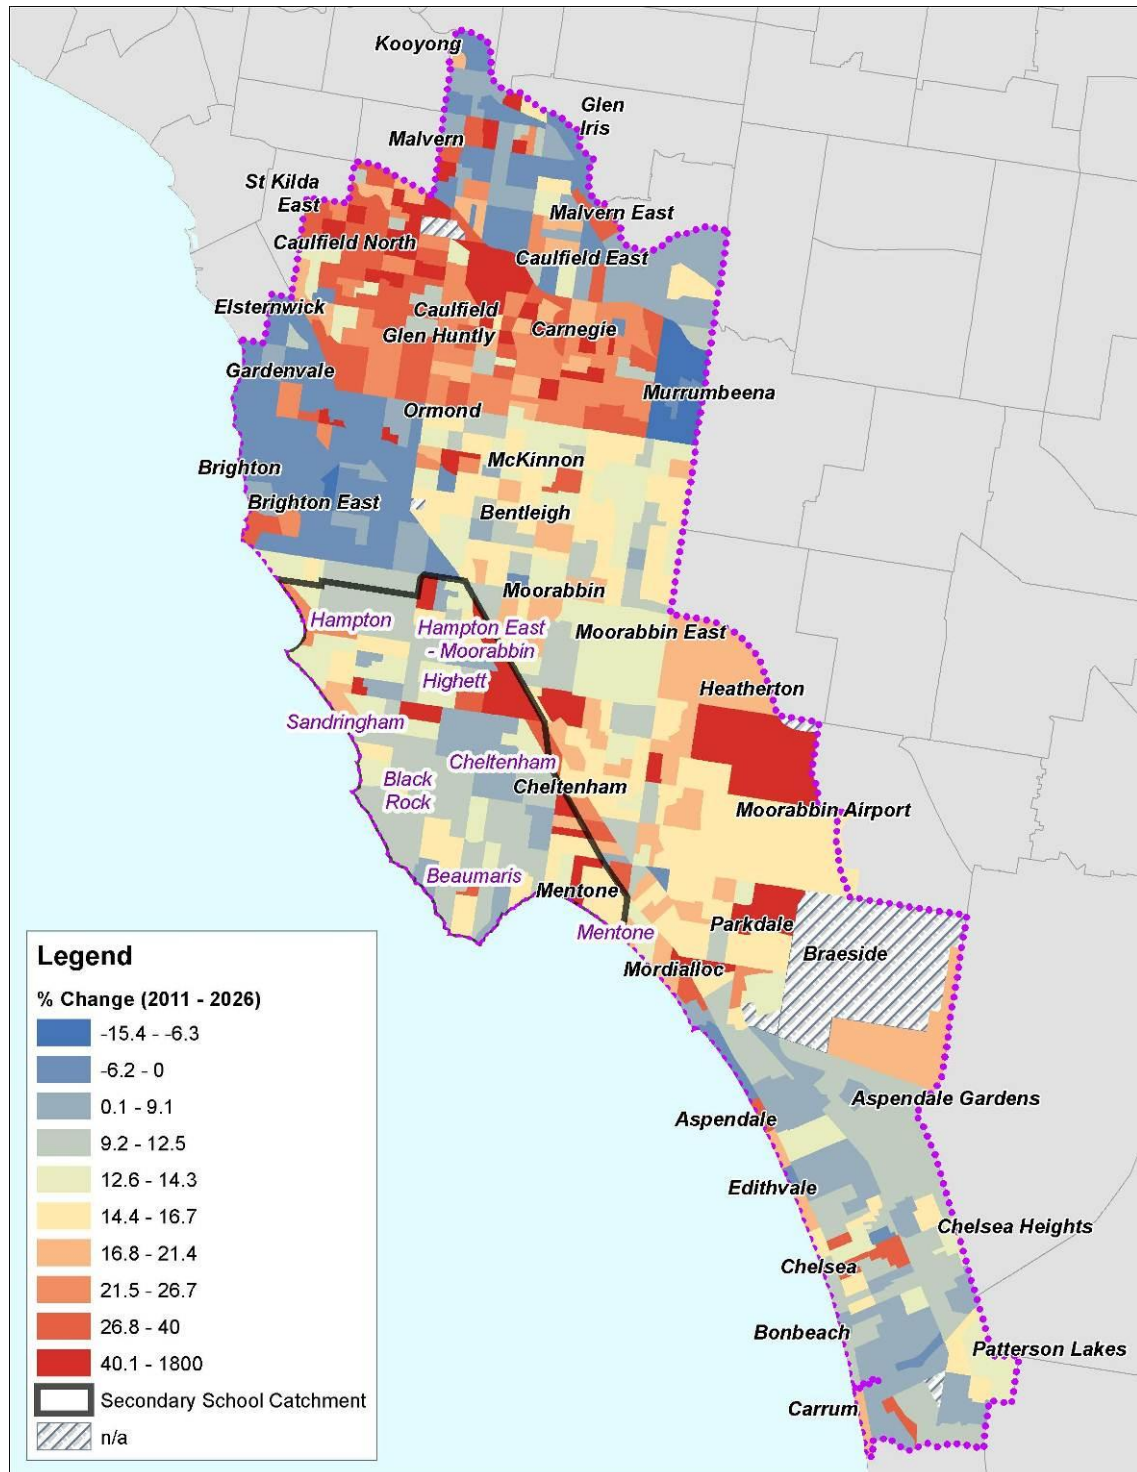 Kooyong
Glen
Iris
Malvern
St Kilda
East
Malvern East
Caulfield North
Caulfield East
Elsternwick
Caulfield
Carnegie
Glen Huntly
Gardenvale
Murrumbeena
Ormond
McKinnon
Brighton
Brighton East
Bentleigh
Moorabbin
Hampton
Hampton East
- Moorabbin
Moorabbin East
Highett
Heatherton
Sandringham
Cheltenham
Black
Rock
Cheltenham
Moorabbin Airport
Beaumaris
Mentone
Mentone
Parkdale
Braeside
Mordialloc
Aspendale Gardens
Aspendale
Edithvale
Chelsea Heights
Chelsea
Bonbeach
Patterson Lakes
Carrum
Legend
% Change (2011 - 2026)
-15.4 - -6.3
-6.2 - 0
0.1 - 9.1
9.2 - 12.5
12.6 - 14.3
14.4 - 16.7
16.8 - 21.4
21.5 - 26.7
26.8 - 40
40.1 - 1800
Secondary School Catchment
n/a